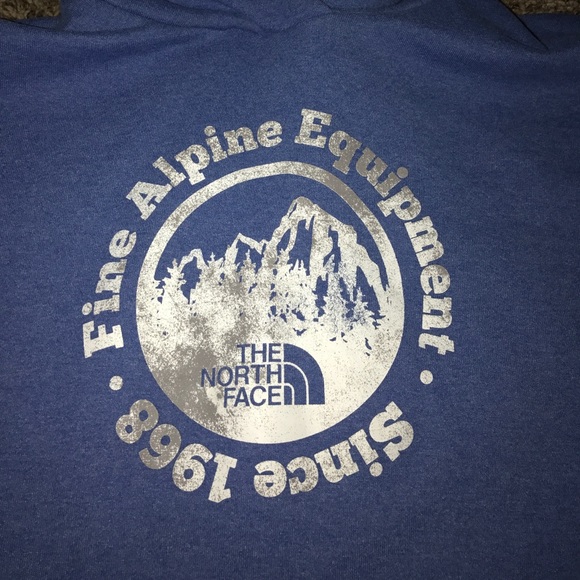 Fine Alpine Equipment
THE
NORTH
FACE
Since 1968